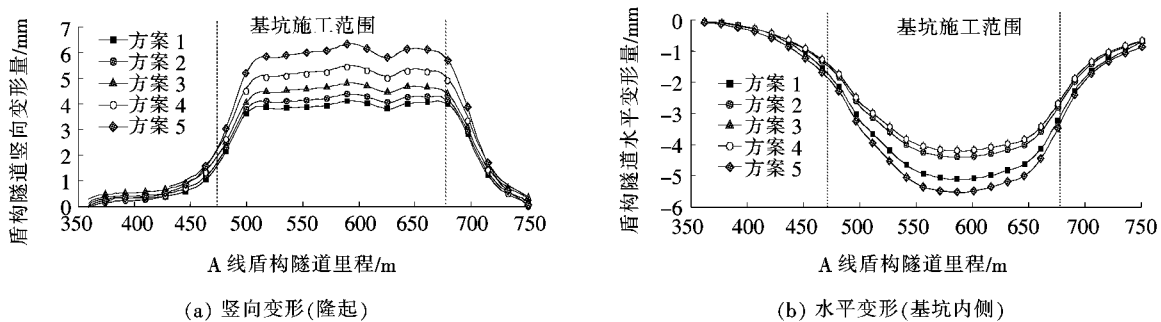 盾构隧道竖向变形量/mm
7
6
5
4
3
2
1
0
基坑施工范围
方案 1
方案 2
方案 3
方案 4
方案 5
350 400 450 500 550 600 650 700 750
A 线盾构隧道里程/m
(a) 竖向变形(隆起)
盾构隧道水平变形量/mm
0
-1
-2
-3
-4
-5
-6
基坑施工范围
方案 1
方案 2
方案 3
方案 4
方案 5
350 400 450 500 550 600 650 700 750
A 线盾构隧道里程/m
(b) 水平变形(基坑内侧)